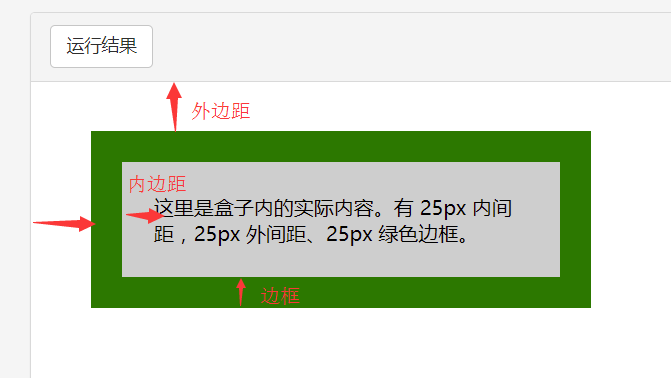 运行结果
外边距
内边距
这里是盒子内的实际内容。有 25px 内间
距，25px 外间距、25px 绿色边框。
边框